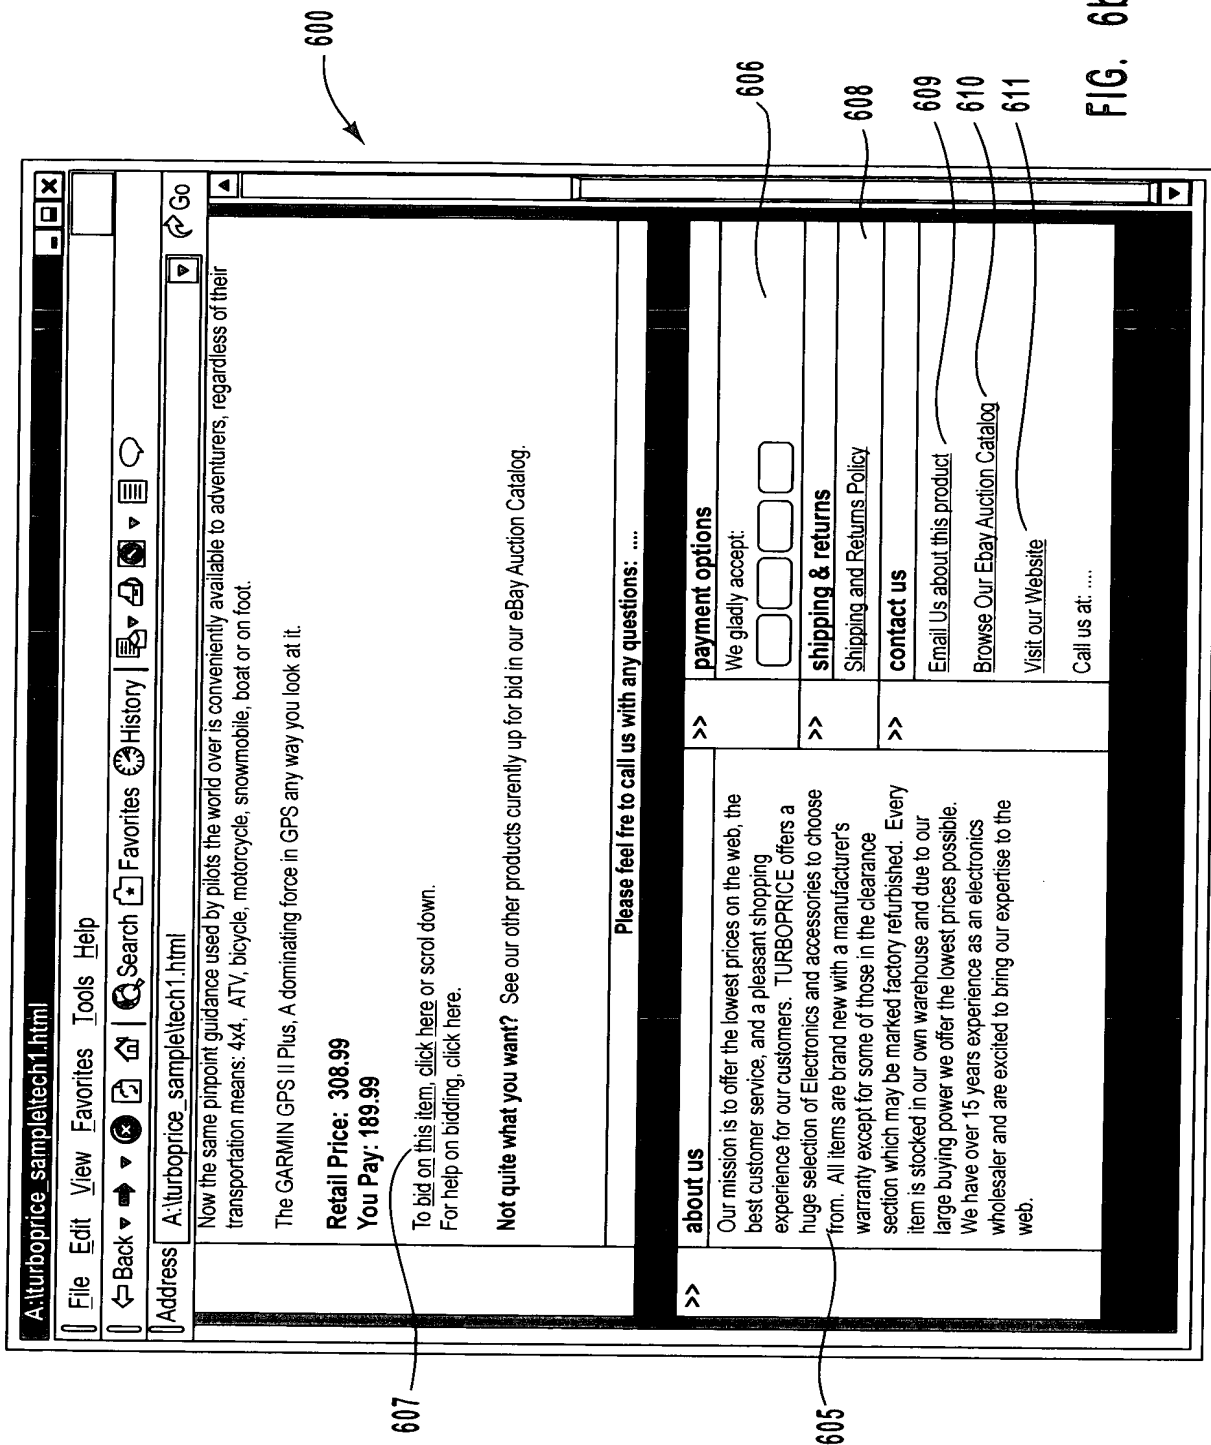 A:\turboprice_sample\tech1.html
File Edit View Favorites Tools Help
Back Search Favorites History
Address A:\turboprice_sample\tech1.html Go
Now the same pinpoint guidance used by pilots the world over is conveniently available to adventurers, regardless of their
transportation means: 4x4, ATV, bicycle, motorcycle, snowmobile, boat or on foot.
The GARMIN GPS II Plus, A dominating force in GPS any way you look at it.
Retail Price: 308.99
You Pay: 189.99
To bid on this item, click here or scrol down.
For help on bidding, click here.
Not quite what you want? See our other products curently up for bid in our eBay Auction Catalog.
Please feel fre to call us with any questions: ....
>> about us
Our mission is to offer the lowest prices on the web, the
best customer service, and a pleasant shopping
experience for our customers. TURBOPRICE offers a
huge selection of Electronics and accessories to choose
from. All items are brand new with a manufacturer's
warranty except for some of those in the clearance
section which may be marked factory refurbished. Every
item is stocked in our own warehouse and due to our
large buying power we offer the lowest prices possible.
We have over 15 years experience as an electronics
wholesaler and are excited to bring our expertise to the
web.
>> payment options
We gladly accept:
>> shipping & returns
Shipping and Returns Policy
>> contact us
Email Us about this product
Browse Our Ebay Auction Catalog
Visit our Website
Call us at: ....
600
606
608
609
610
611
607
605
FIG. 6b